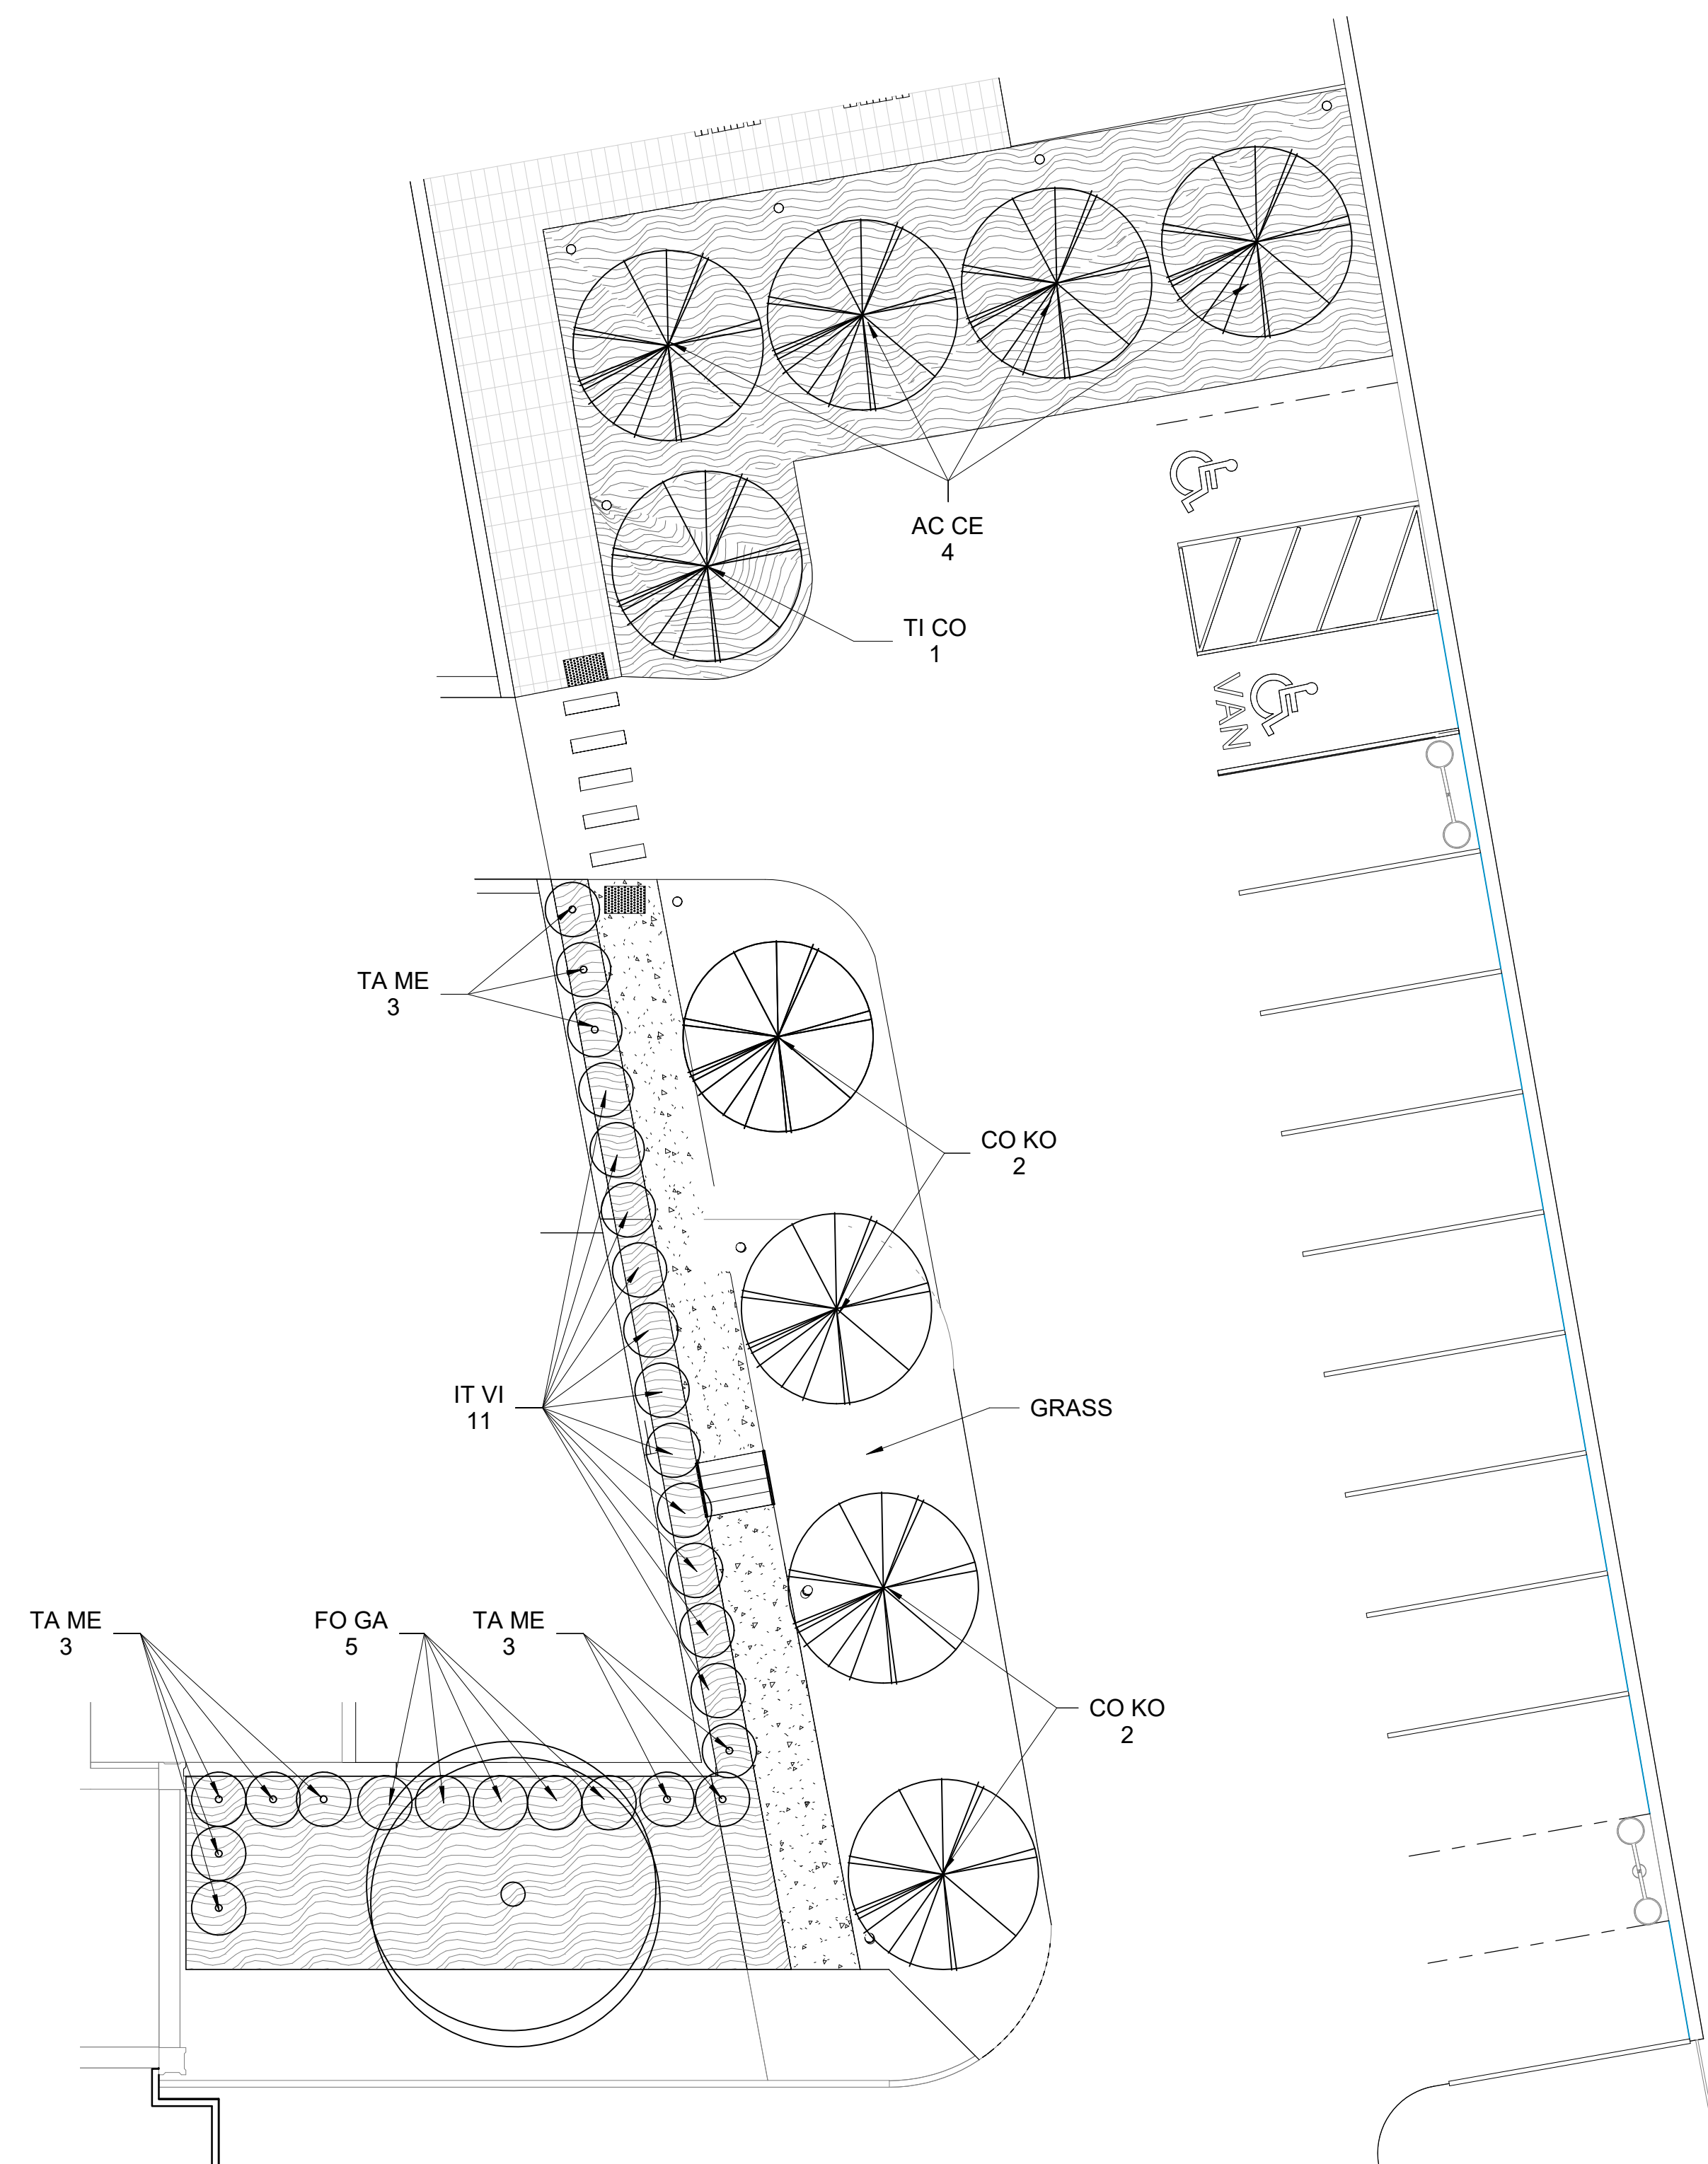 AC CE
4
TI CO
1
VAN
TA ME
3
CO KO
2
IT VI
11
GRASS
TA ME
3
FO GA
5
TA ME
3
CO KO
2